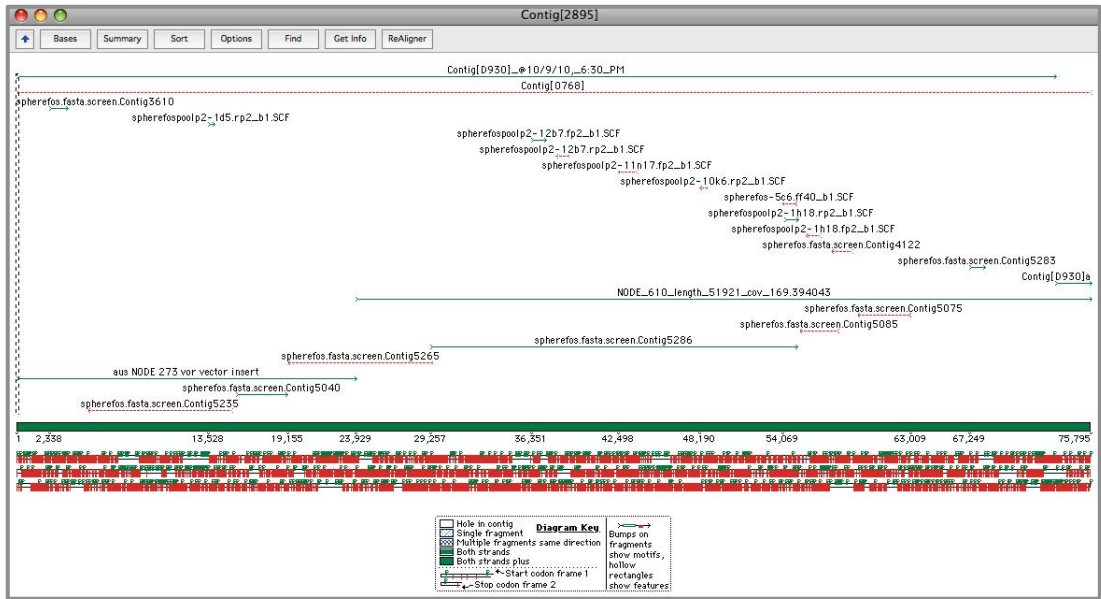 Contig[2895]
Bases Summary Sort Options Find Get Info ReAligner
Contig[D930]_@10/9/10,_6:30_PM
Contig[0768]
spherefos.fasta.screen.Contig3610
spherefospoolp2-1d5.rp2_b1.SCF
spherefospoolp2-12b7.fp2_b1.SCF
spherefospoolp2-12b7.rp2_b1.SCF
spherefospoolp2-11n17.fp2_b1.SCF
spherefospoolp2-10k6.rp2_b1.SCF
spherefos-5c6.ff40_b1.SCF
spherefospoolp2-1h18.rp2_b1.SCF
spherefospoolp2-1h18.fp2_b1.SCF
spherefos.fasta.screen.Contig4122
spherefos.fasta.screen.Contig5283
Contig[D930]a
NODE_610_length_51921_cov_169.394043
spherefos.fasta.screen.Contig5075
spherefos.fasta.screen.Contig5085
spherefos.fasta.screen.Contig5286
spherefos.fasta.screen.Contig5265
aus NODE 273 vor vector insert
spherefos.fasta.screen.Contig5040
spherefos.fasta.screen.Contig5235
1 2,338 13,528 19,155 23,929 29,257 36,351 42,498 48,190 54,069 63,009 67,249 75,795
Diagram Key
Hole in contig
Single fragment
Multiple fragments same direction
Both strands
Both strands plus
Start codon frame 1
Stop codon frame 2
Bumps on
fragments
show motifs,
hollow
rectangles
show features